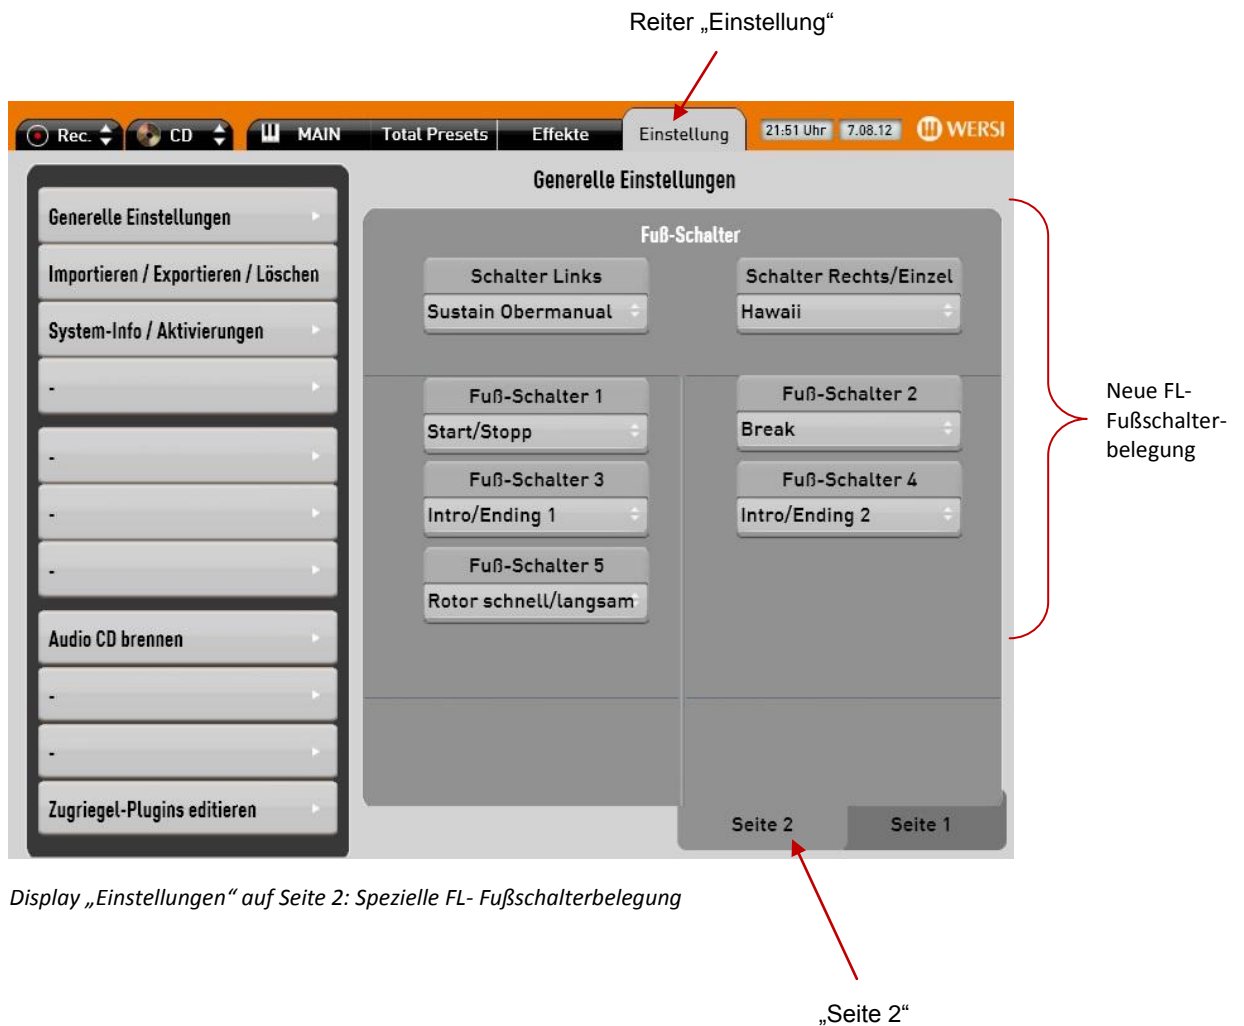 Reiter „Einstellung“
Rec. CD MAIN Total Presets Effekte Einstellung 21:51 Uhr 7.08.12 WERSI
Generelle Einstellungen
Generelle Einstellungen
Importieren / Exportieren / Löschen
System-Info / Aktivierungen
-
-
-
-
Audio CD brennen
-
-
Zugriegel-Plugins editieren
Fuß-Schalter
Schalter Links
Sustain Obermanual
Schalter Rechts/Einzel
Hawaii
Fuß-Schalter 1
Start/Stopp
Fuß-Schalter 2
Break
Fuß-Schalter 3
Intro/Ending 1
Fuß-Schalter 4
Intro/Ending 2
Fuß-Schalter 5
Rotor schnell/langsam
Seite 2 Seite 1
Neue FL-
Fußschalter-
belegung
Display „Einstellungen“ auf Seite 2: Spezielle FL- Fußschalterbelegung
„Seite 2“